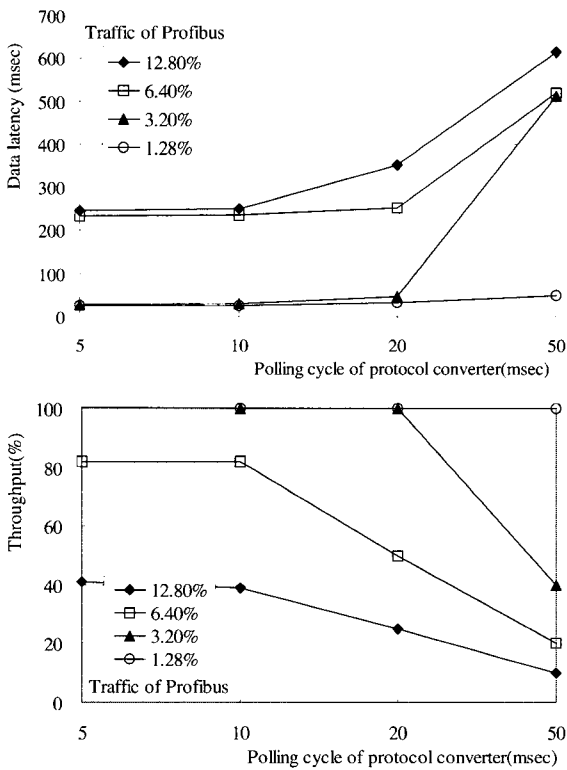 700
Traffic of Profibus
600
12.80%
500
6.40%
400
3.20%
300
1.28%
200
100
0
Data latency (msec)
5 10 20 50
Polling cycle of protocol converter(msec)
100
80
60
40
20
0
Throughput(%)
12.80%
6.40%
3.20%
1.28%
Traffic of Profibus
5 10 20 50
Polling cycle of protocol converter(msec)